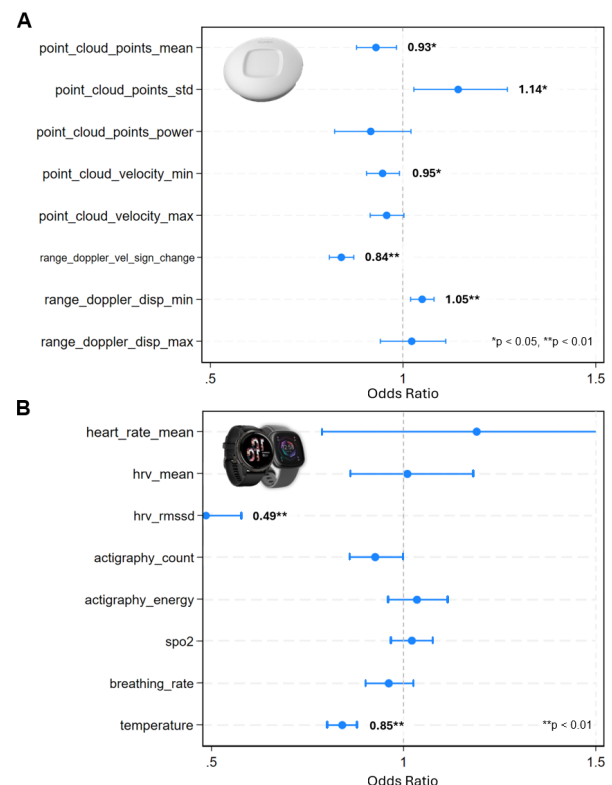 A
point_cloud_points_mean
0.93*
point_cloud_points_std
1.14*
point_cloud_points_power
point_cloud_velocity_min
0.95*
point_cloud_velocity_max
range_doppler_vel_sign_change
0.84**
range_doppler_disp_min
1.05**
range_doppler_disp_max
*p < 0.05, **p < 0.01
.5 1 1.5
Odds Ratio
B
heart_rate_mean
hrv_mean
hrv_rmssd
0.49**
actigraphy_count
actigraphy_energy
spo2
breathing_rate
temperature
0.85**
**p < 0.01
.5 1 1.5
Odds Ratio